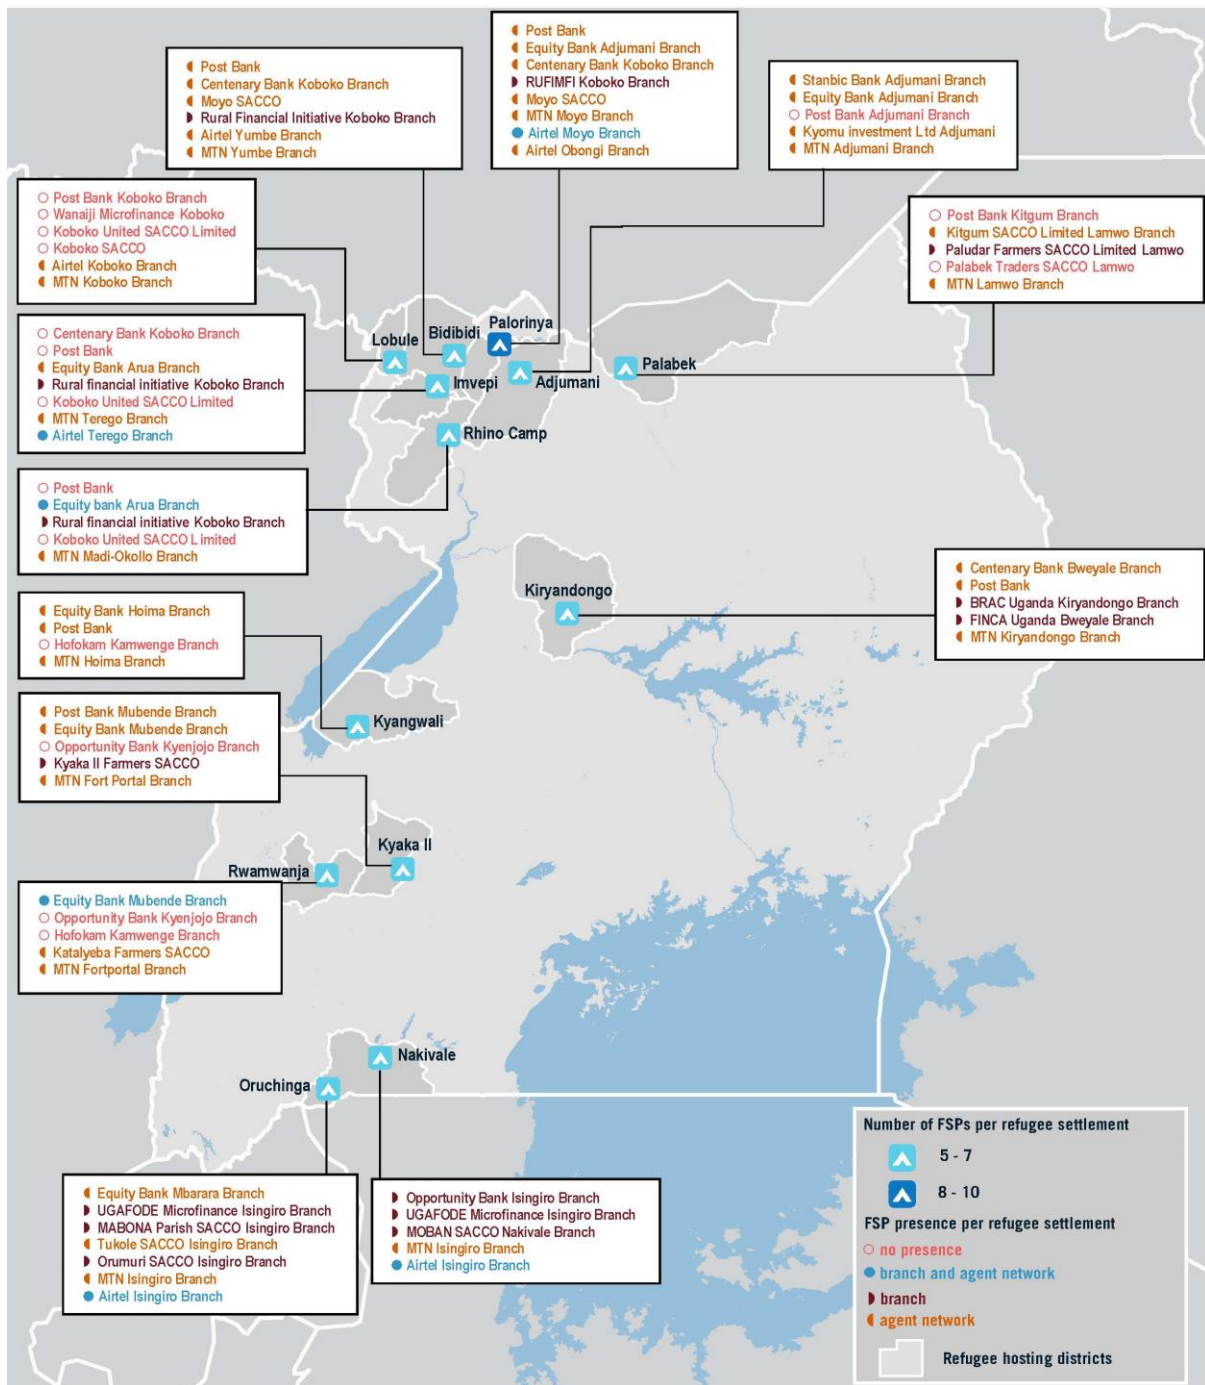 Post Bank
Centenary Bank Koboko Branch
Moyo SACCO
Rural Financial Initiative Koboko Branch
Airtel Yumbe Branch
MTN Yumbe Branch
Post Bank
Equity Bank Adjumani Branch
Centenary Bank Koboko Branch
RUFIMFI Koboko Branch
Moyo SACCO
MTN Moyo Branch
Airtel Moyo Branch
Airtel Obongi Branch
Stanbic Bank Adjumani Branch
Equity Bank Adjumani Branch
Post Bank Adjumani Branch
Kyomu investment Ltd Adjumani
MTN Adjumani Branch
Post Bank Koboko Branch
Wanaiji Microfinance Koboko
Koboko United SACCO Limited
Koboko SACCO
Airtel Koboko Branch
MTN Koboko Branch
Post Bank Kitgum Branch
Kitgum SACCO Limited Lamwo Branch
Paludar Farmers SACCO Limited Lamwo
Palabek Traders SACCO Lamwo
MTN Lamwo Branch
Centenary Bank Koboko Branch
Post Bank
Equity Bank Arua Branch
Rural financial initiative Koboko Branch
Koboko United SACCO Limited
MTN Terego Branch
Airtel Terego Branch
Lobule
Bidibidi
Palorinya
Imvepi
Adjumani
Palabek
Rhino Camp
Post Bank
Equity bank Arua Branch
Rural financial initiative Koboko Branch
Koboko United SACCO Limited
MTN Madi-Okollo Branch
Kiryandongo
Centenary Bank Bweyale Branch
Post Bank
BRAC Uganda Kiryandongo Branch
FINCA Uganda Bweyale Branch
MTN Kiryandongo Branch
Equity Bank Hoima Branch
Post Bank
Hofokam Kamwenge Branch
MTN Hoima Branch
Kyangwali
Post Bank Mubende Branch
Equity Bank Mubende Branch
Opportunity Bank Kyenjojo Branch
Kyaka II Farmers SACCO
MTN Fort Portal Branch
Kyaka II
Rwamwanja
Equity Bank Mubende Branch
Opportunity Bank Kyenjojo Branch
Hofokam Kamwenge Branch
Katalyeba Farmers SACCO
MTN Fortportal Branch
Nakivale
Oruchinga
Equity Bank Mbarara Branch
UGAFODE Microfinance Isingiro Branch
MABONA Parish SACCO Isingiro Branch
Tukole SACCO Isingiro Branch
Orumuri SACCO Isingiro Branch
MTN Isingiro Branch
Airtel Isingiro Branch
Opportunity Bank Isingiro Branch
UGAFODE Microfinance Isingiro Branch
MOBAN SACCO Nakivale Branch
MTN Isingiro Branch
Airtel Isingiro Branch
Number of FSPs per refugee settlement
5 - 7
8 - 10
FSP presence per refugee settlement
no presence
branch and agent network
branch
agent network
Refugee hosting districts